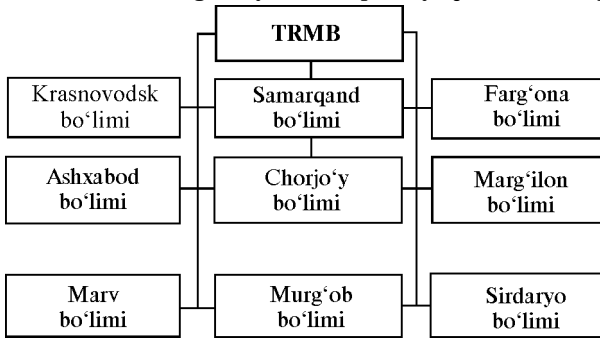 TRMB
Krasnovodsk
bo‘limi
Samarqand
bo‘limi
Farg‘ona
bo‘limi
Ashxabod
bo‘limi
Chorjo‘y
bo‘limi
Marg‘ilon
bo‘limi
Marv
bo‘limi
Murg‘ob
bo‘limi
Sirdaryo
bo‘limi